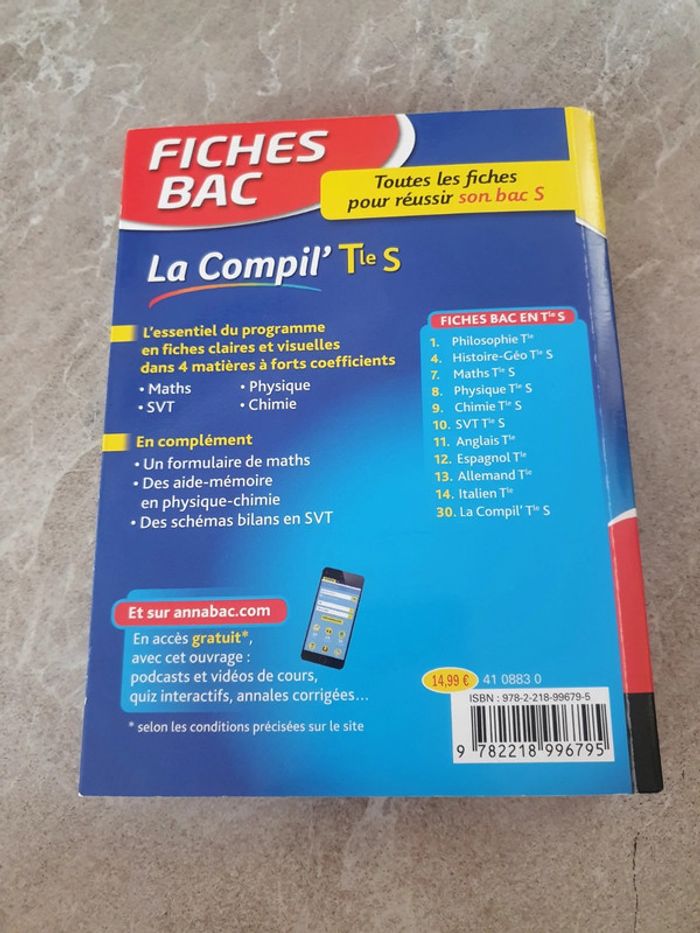 FICHES
BAC
Toutes les fiches
pour réussir son bac S
La Compil' Tle S
L'essentiel du programme
en fiches claires et visuelles
dans 4 matières à forts coefficients
• Maths
• Physique
• SVT
• Chimie
En complément
• Un formulaire de maths
• Des aide-mémoire
en physique-chimie
• Des schémas bilans en SVT
FICHES BAC EN Tle S
1. Philosophie Tle
4. Histoire-Géo Tle S
7. Maths Tle S
8. Physique Tle S
9. Chimie Tle S
10. SVT Tle S
11. Anglais Tle
12. Espagnol Tle
13. Allemand Tle
14. Italien Tle
30. La Compil' Tle S
Et sur annabac.com
En accès gratuit*,
avec cet ouvrage :
podcasts et vidéos de cours,
quiz interactifs, annales corrigées...
* selon les conditions précisées sur le site
14,99 € 41 0883 0
ISBN : 978-2-218-99679-5
9 782218 996795